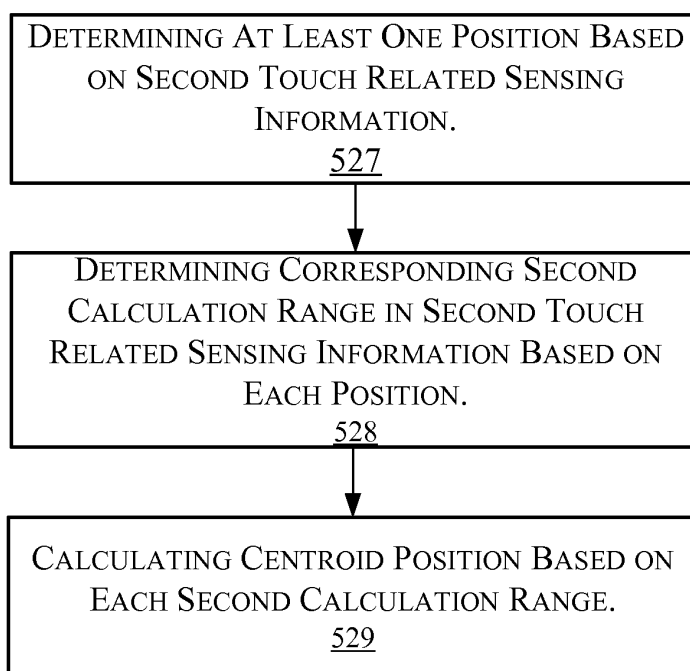 DETERMINING AT LEAST ONE POSITION BASED
ON SECOND TOUCH RELATED SENSING
INFORMATION.
527
DETERMINING CORRESPONDING SECOND
CALCULATION RANGE IN SECOND TOUCH
RELATED SENSING INFORMATION BASED ON
EACH POSITION.
528
CALCULATING CENTROID POSITION BASED ON
EACH SECOND CALCULATION RANGE.
529